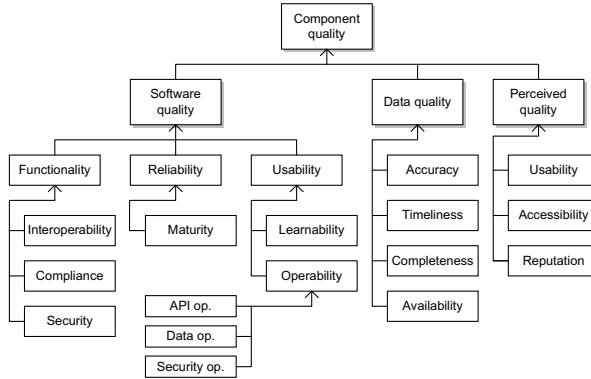 Component
quality
Software
quality
Data quality
Perceived
quality
Functionality
Reliability
Usability
Accuracy
Usability
Interoperability
Maturity
Learnability
Timeliness
Accessibility
Compliance
Operability
Completeness
Reputation
Security
API op.
Data op.
Security op.
Availability